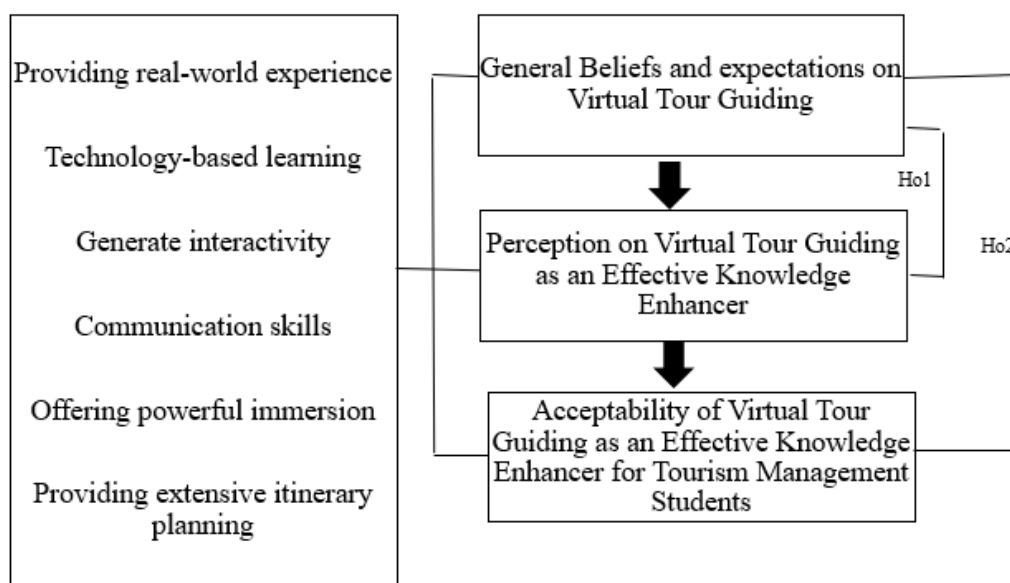 Providing real-world experience
Technology-based learning
Generate interactivity
Communication skills
Offering powerful immersion
Providing extensive itinerary
planning
General Beliefs and expectations on
Virtual Tour Guiding
Ho1
Perception on Virtual Tour Guiding
as an Effective Knowledge
Enhancer
Ho2
Acceptability of Virtual Tour
Guiding as an Effective Knowledge
Enhancer for Tourism Management
Students